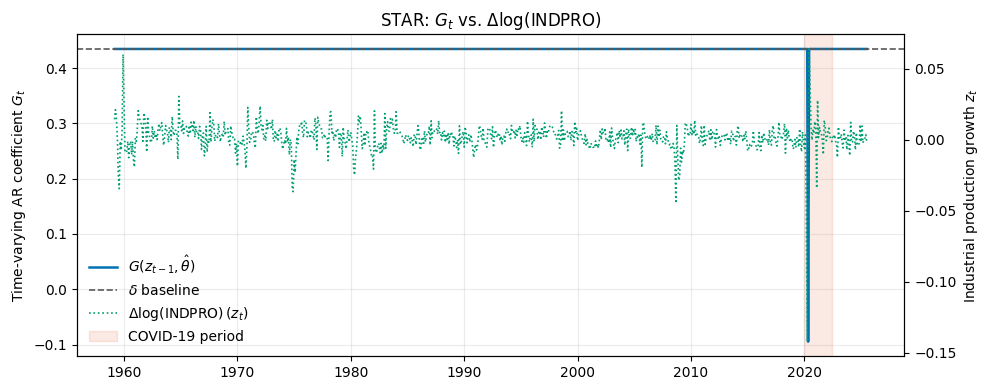 STAR: $G_t$ vs. Δlog(INDPRO)
Time-varying AR coefficient $G_t$
0.4
0.3
0.2
0.1
0.0
−0.1
$G(z_{t-1}, \hat{\theta})$
δ baseline
Δlog(INDPRO) ($z_t$)
COVID-19 period
1960
1970
1980
1990
2000
2010
2020
0.05
0.00
−0.05
−0.10
−0.15
Industrial production growth $z_t$